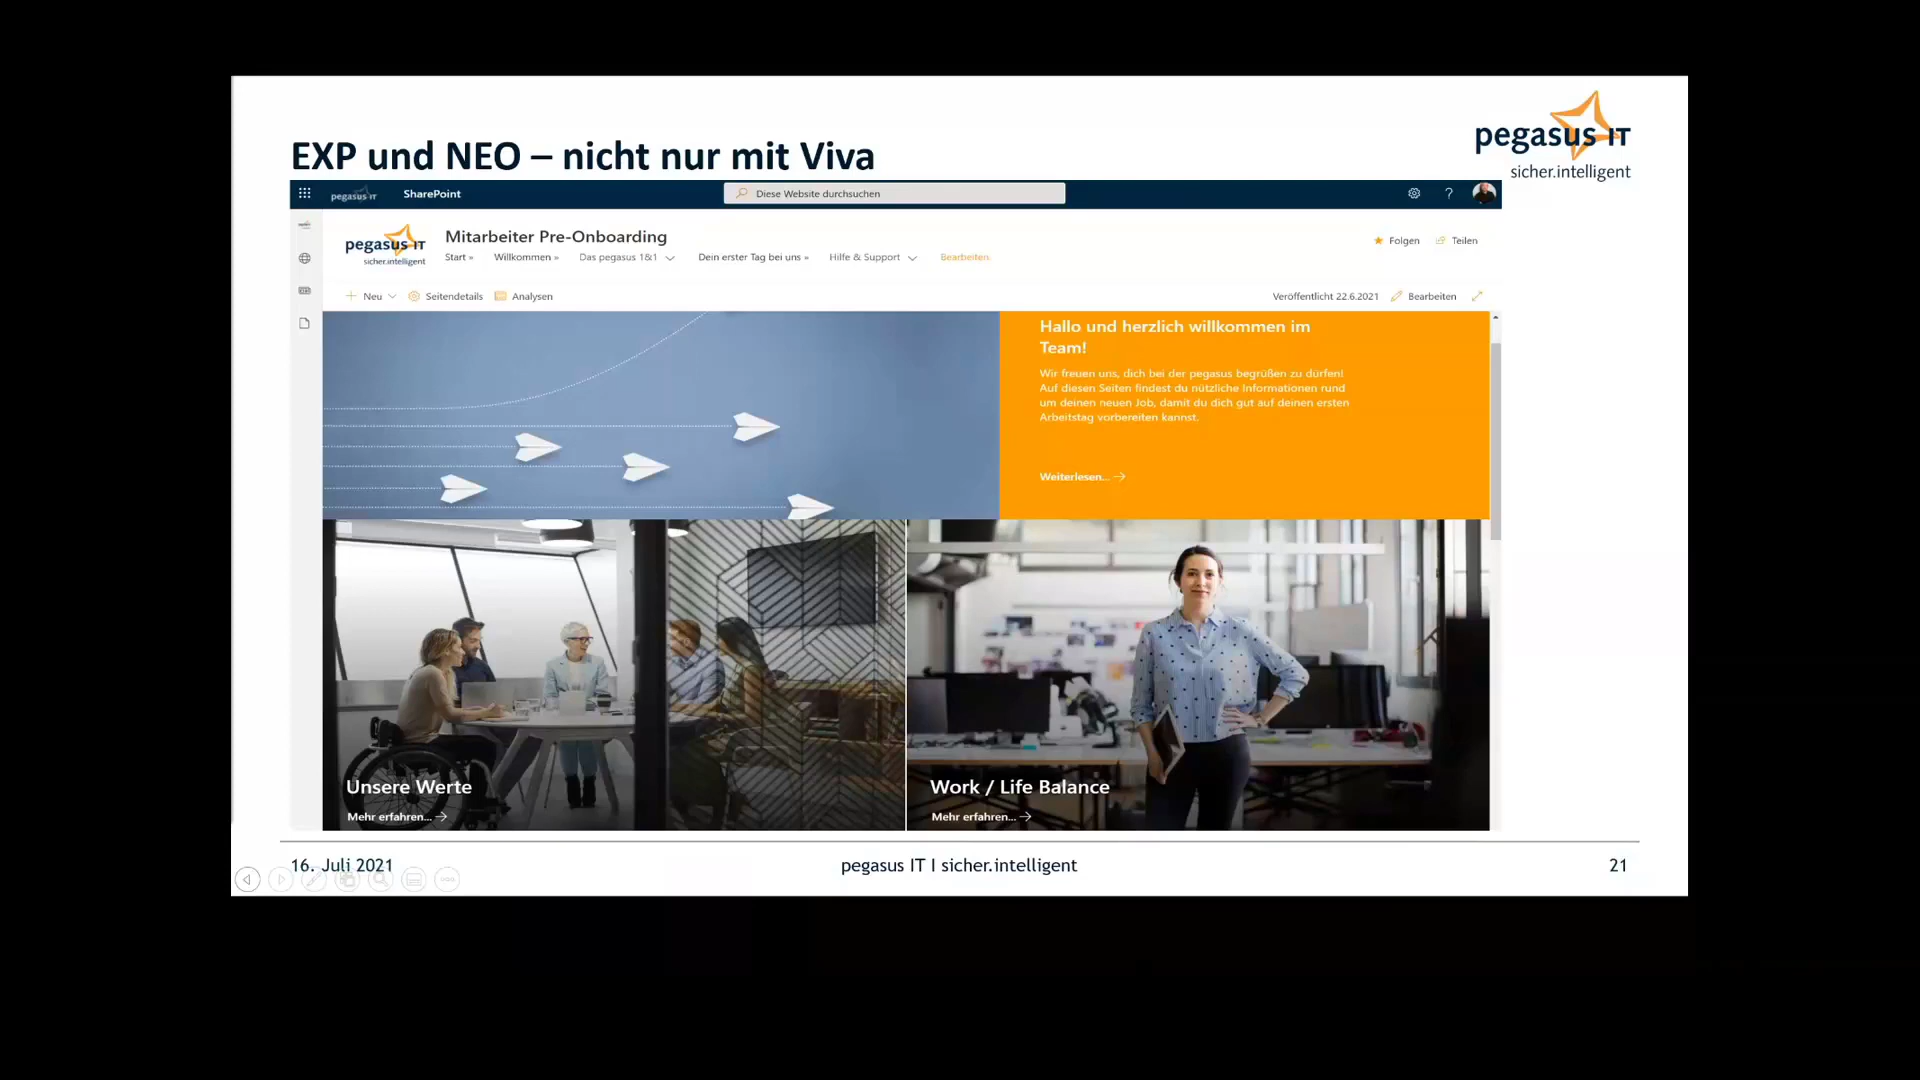 EXP und NEO – nicht nur mit Viva
pegasus IT
sicher.intelligent
pegasus IT
SharePoint
Diese Website durchsuchen
?
pegasus IT
sicher.intelligent
Mitarbeiter Pre-Onboarding
Folgen
Teilen
Start »
Willkommen »
Das pegasus 1&1
Dein erster Tag bei uns »
Hilfe & Support
Bearbeiten
Neu
Seitendetails
Analysen
Veröffentlicht 22.6.2021
Bearbeiten
Hallo und herzlich willkommen im
Team!
Wir freuen uns, dich bei der pegasus begrüßen zu dürfen!
Auf diesen Seiten findest du nützliche Informationen rund
um deinen neuen Job, damit du dich gut auf deinen ersten
Arbeitstag vorbereiten kannst.
Weiterlesen...
Unsere Werte
Mehr erfahren...
Work / Life Balance
Mehr erfahren...
16. Juli 2021
pegasus IT I sicher.intelligent
21